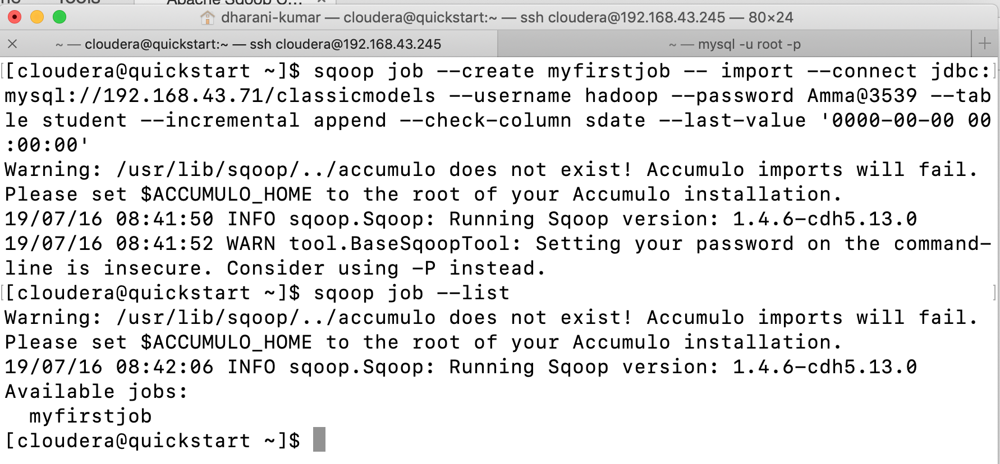 Apache Sqoop C...
dharani-kumar — cloudera@quickstart:~ — ssh cloudera@192.168.43.245 — 80×24
~ — cloudera@quickstart:~ — ssh cloudera@192.168.43.245
~ — mysql -u root -p
[cloudera@quickstart ~]$ sqoop job --create myfirstjob -- import --connect jdbc:
mysql://192.168.43.71/classicmodels --username hadoop --password Amma@3539 --tab
le student --incremental append --check-column sdate --last-value '0000-00-00 00
:00:00'
Warning: /usr/lib/sqoop/../accumulo does not exist! Accumulo imports will fail.
Please set $ACCUMULO_HOME to the root of your Accumulo installation.
19/07/16 08:41:50 INFO sqoop.Sqoop: Running Sqoop version: 1.4.6-cdh5.13.0
19/07/16 08:41:52 WARN tool.BaseSqoopTool: Setting your password on the command-
line is insecure. Consider using -P instead.
[cloudera@quickstart ~]$ sqoop job --list
Warning: /usr/lib/sqoop/../accumulo does not exist! Accumulo imports will fail.
Please set $ACCUMULO_HOME to the root of your Accumulo installation.
19/07/16 08:42:06 INFO sqoop.Sqoop: Running Sqoop version: 1.4.6-cdh5.13.0
Available jobs:
  myfirstjob
[cloudera@quickstart ~]$